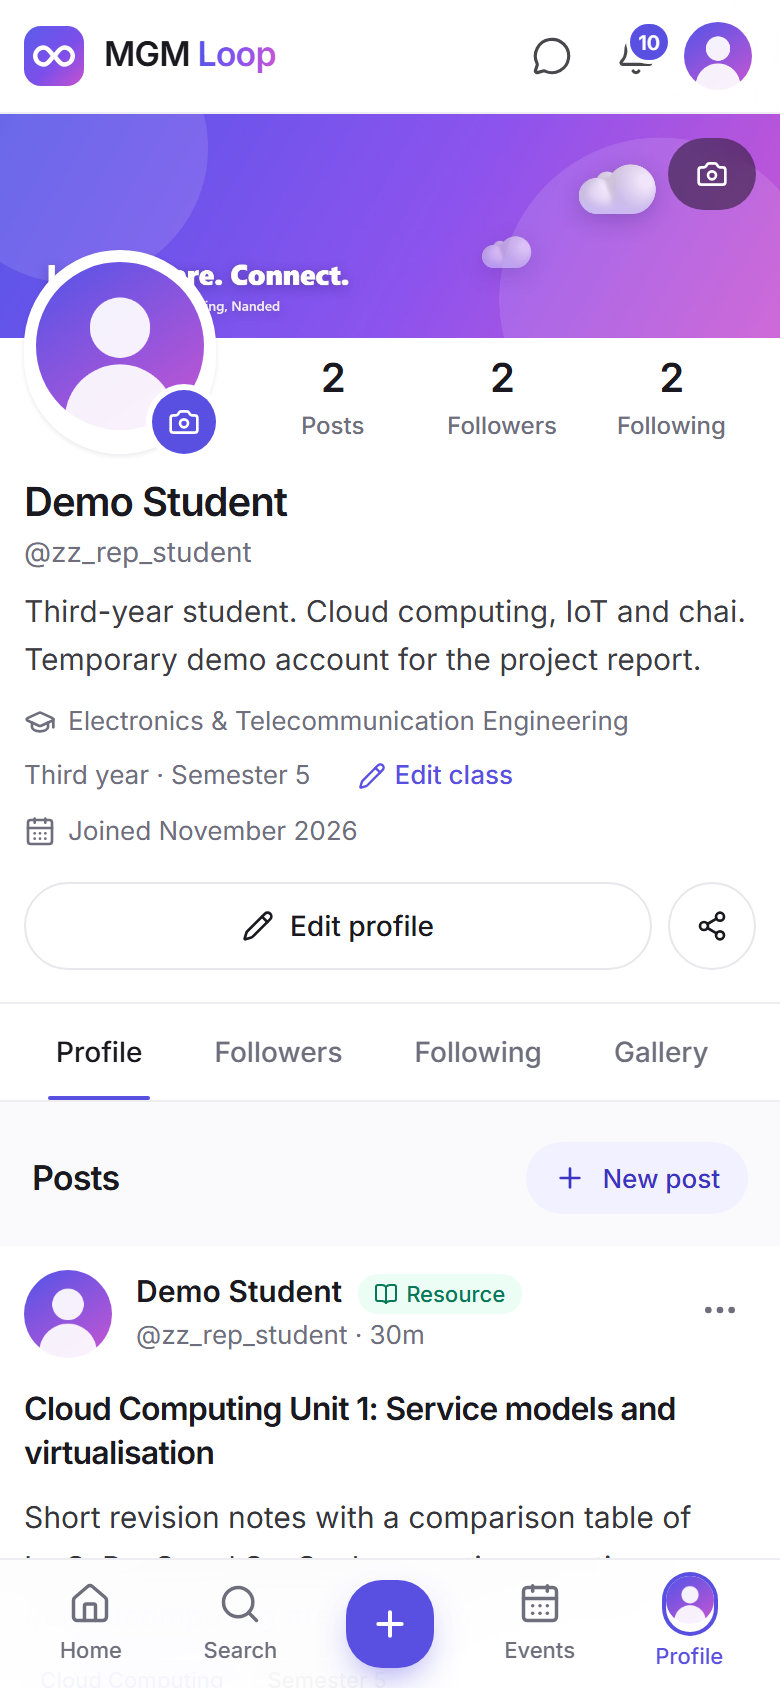 MGM Loop
10
re. Connect.
ing, Nanded
2 2 2
Posts Followers Following
Demo Student
@zz_rep_student
Third-year student. Cloud computing, IoT and chai.
Temporary demo account for the project report.
Electronics & Telecommunication Engineering
Third year · Semester 5 Edit class
Joined November 2026
Edit profile
Profile Followers Following Gallery
Posts New post
Demo Student Resource
@zz_rep_student · 30m
Cloud Computing Unit 1: Service models and
virtualisation
Short revision notes with a comparison table of
Home Search Events Profile
Cloud Computing Semester 5